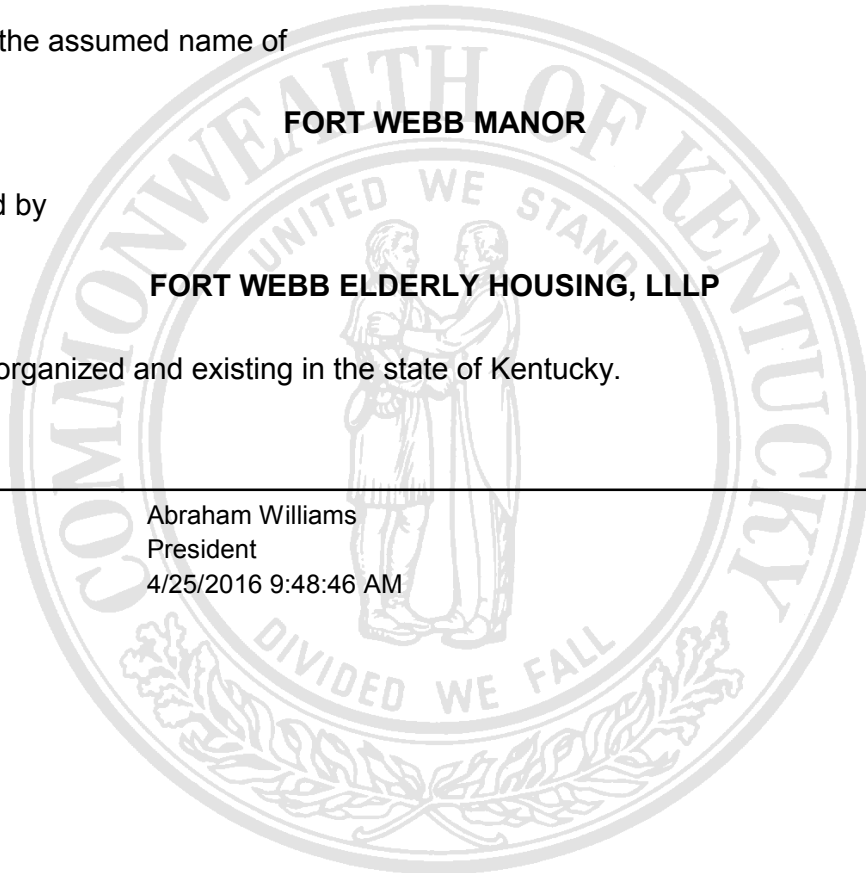 the assumed name of
FORT WEBB MANOR
d by
FORT WEBB ELDERLY HOUSING, LLLP
organized and existing in the state of Kentucky.
Abraham Williams
President
4/25/2016 9:48:46 AM
COMMONWEALTH OF KENTUCKY
UNITED WE STAND
DIVIDED WE FALL